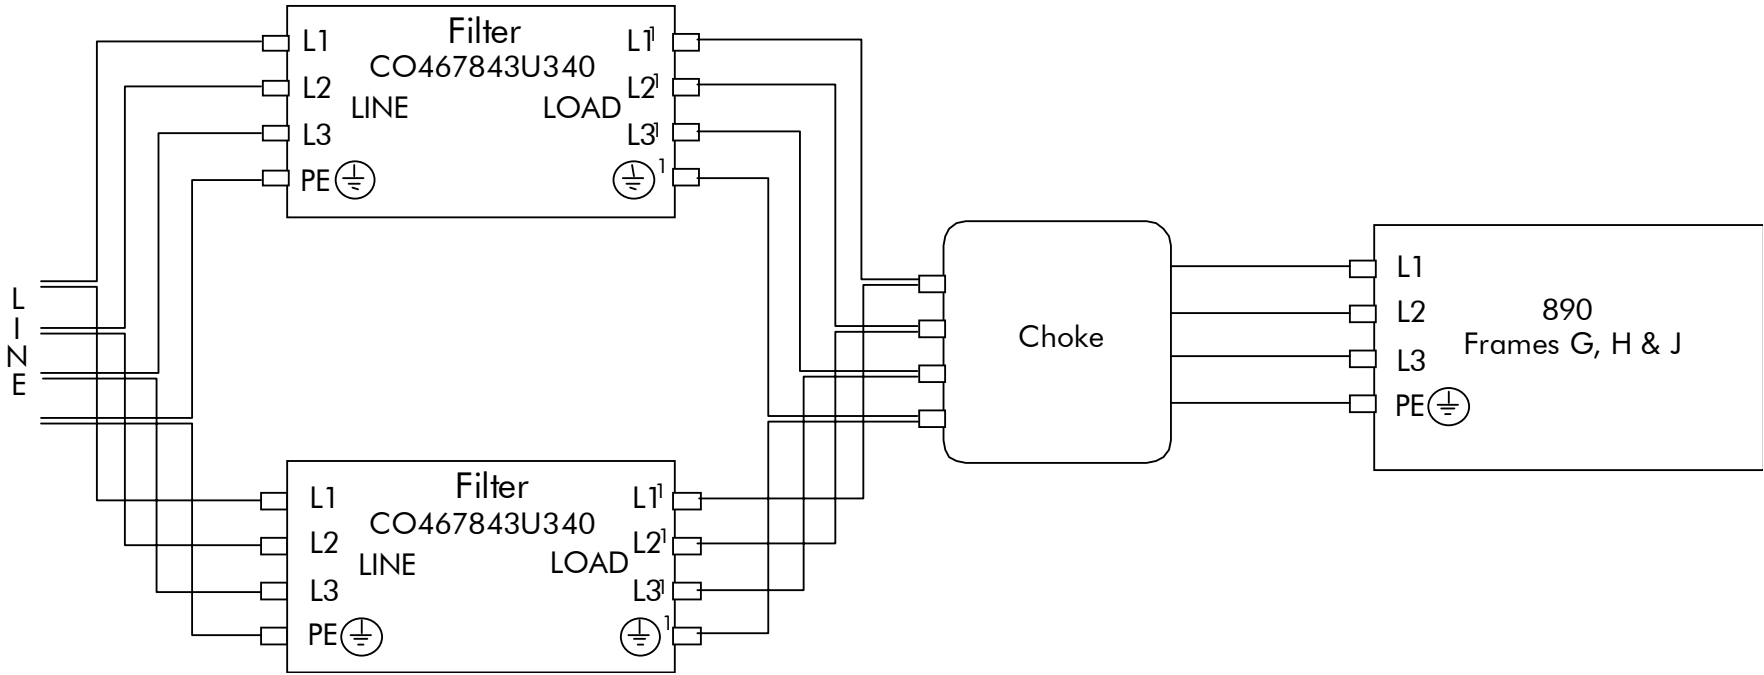 Filter
CO467843U340
LINE LOAD
L1 L1¹
L2 L2¹
L3 L3¹
PE ¹
L
I
N
E
Choke
890
Frames G, H & J
L1
L2
L3
PE
Filter
CO467843U340
LINE LOAD
L1 L1¹
L2 L2¹
L3 L3¹
PE ¹